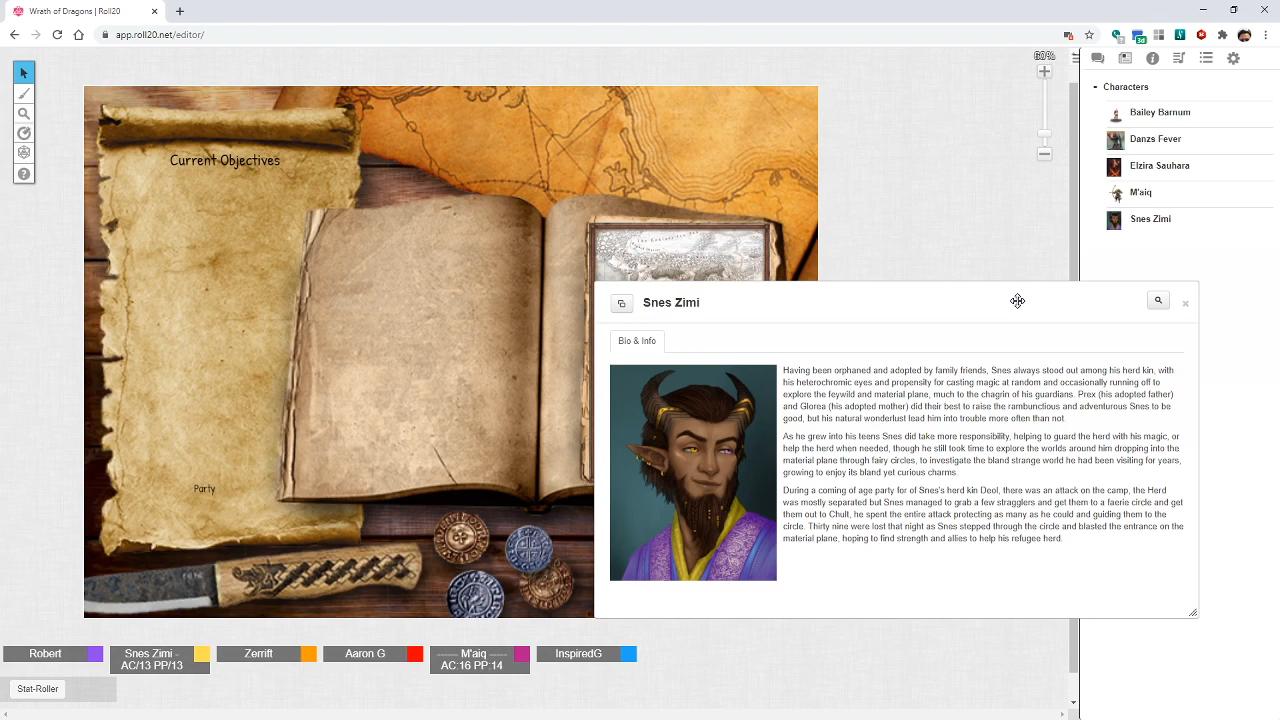 Wrath of Dragons | Roll20
app.roll20.net/editor/
60%
Characters
Bailey Barnum
Danzs Fever
Elzira Sauhara
M'aiq
Snes Zimi
Current Objectives
Party
Snes Zimi
Bio & Info
Having been orphaned and adopted by family friends, Snes always stood out among his herd kin, with
his heterochromic eyes and propensity for casting magic at random and occasionally running off to
explore the feywild and material plane, much to the chagrin of his guardians. Prex (his adopted father)
and Glorea (his adopted mother) did their best to raise the rambunctious and adventurous Snes to be
good, but his natural wonderlust lead him into trouble more often than not.
As he grew into his teens Snes did take more responsibility, helping to guard the herd with his magic, or
help the herd when needed, though he still took time to explore the worlds around him dropping into the
material plane through fairy circles, to investigate the bland strange world he had been visiting for years,
growing to enjoy its bland yet curious charms.
During a coming of age party for of Snes's herd kin Deol, there was an attack on the camp, the Herd
was mostly separated but Snes managed to grab a few stragglers and get them to a faerie circle and get
them out to Chult, he spent the entire attack protecting as many as he could and guiding them to the
circle. Thirty nine were lost that night as Snes stepped through the circle and blasted the entrance on the
material plane, hoping to find strength and allies to help his refugee herd.
Robert
Snes Zimi -
AC/13 PP/13
Zerrift
Aaron G
------- M'aiq -------
AC:16 PP:14
InspiredG
Stat-Roller